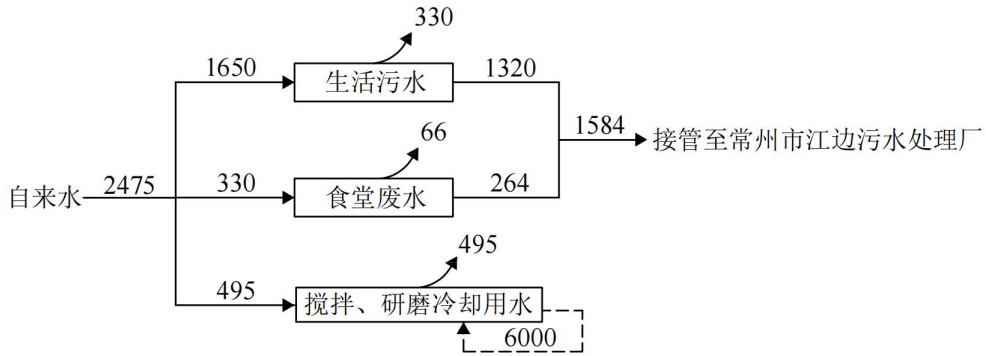 330
1650
生活污水
1320
66
1584
接管至常州市江边污水处理厂
自来水
2475
330
食堂废水
264
495
495
搅拌、研磨冷却用水
6000